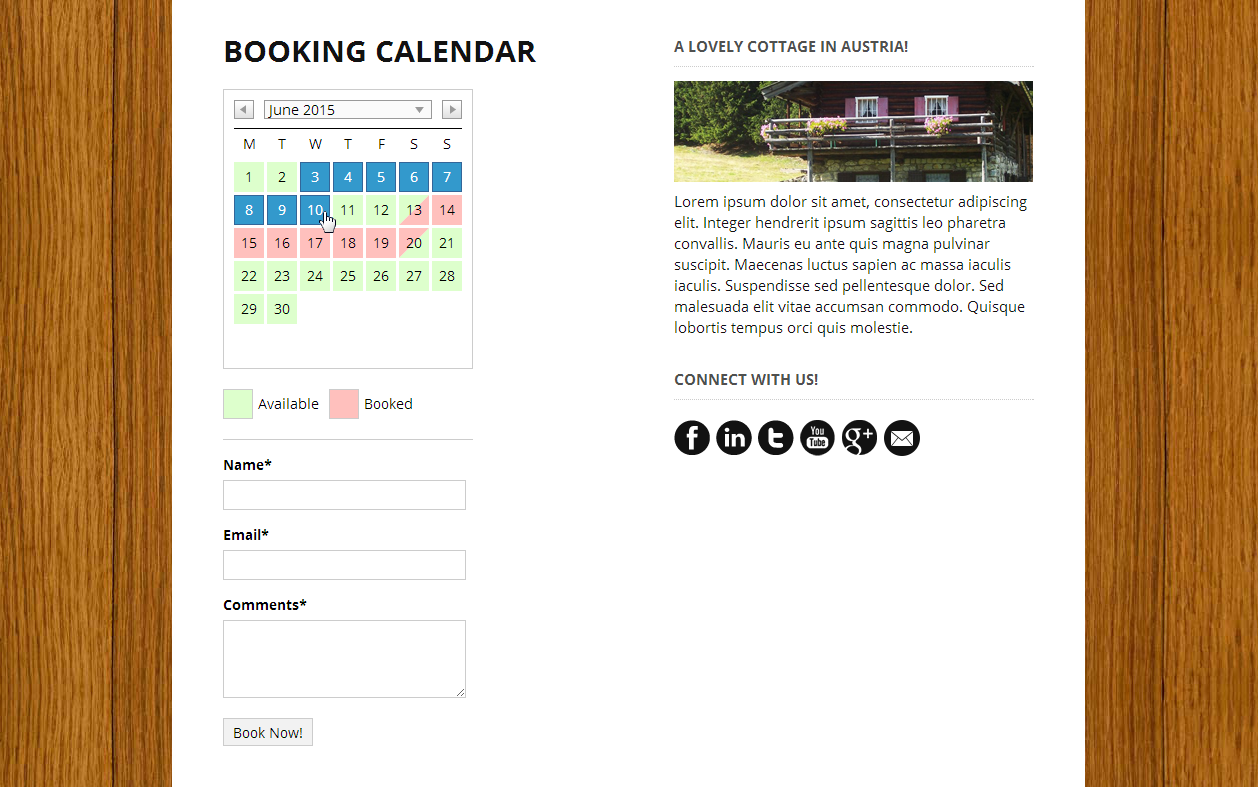 BOOKING CALENDAR
June 2015
M T W T F S S
1 2 3 4 5 6 7
8 9 10 11 12 13 14
15 16 17 18 19 20 21
22 23 24 25 26 27 28
29 30
Available Booked
Name*
Email*
Comments*
Book Now!
A LOVELY COTTAGE IN AUSTRIA!
Lorem ipsum dolor sit amet, consectetur adipiscing
elit. Integer hendrerit ipsum sagittis leo pharetra
convallis. Mauris eu ante quis magna pulvinar
suscipit. Maecenas luctus sapien ac massa iaculis
iaculis. Suspendisse sed pellentesque dolor. Sed
malesuada elit vitae accumsan commodo. Quisque
lobortis tempus orci quis molestie.
CONNECT WITH US!
f in t You Tube g+